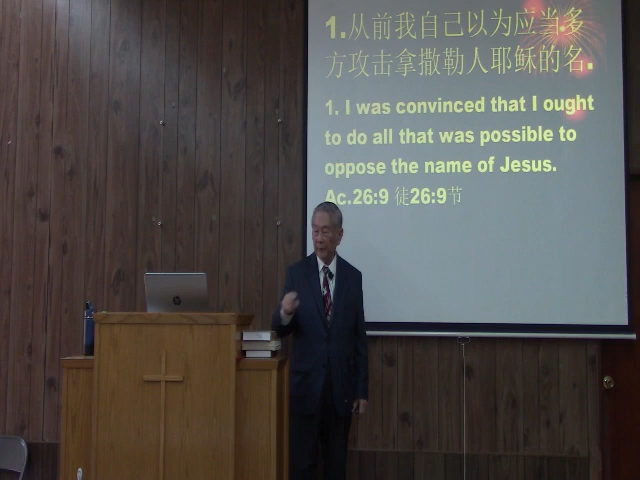 1.从前我自己以为应当多
方攻击拿撒勒人耶稣的名.
1. I was convinced that I ought
to do all that was possible to
oppose the name of Jesus.
Ac.26:9 徒26:9节
hp